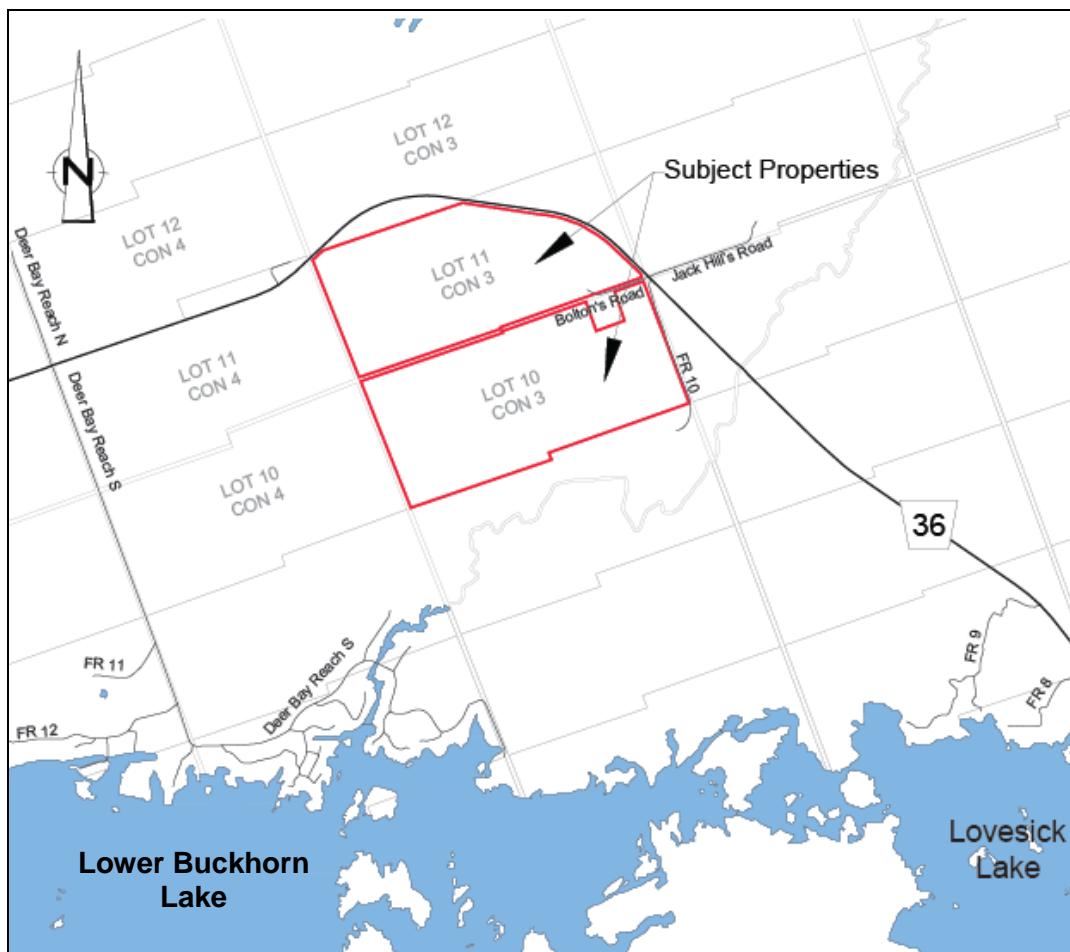 LOT 12
CON 3
Subject Properties
N
LOT 12
CON 4
Deer Bay Reach N
LOT 11
CON 3
Jack Hill's Road
Bolton's Road
LOT 11
CON 4
FR 10
LOT 10
CON 3
Deer Bay Reach S
LOT 10
CON 4
36
FR 11
Deer Bay Reach S
FR 9
FR 8
FR 12
Lower Buckhorn
Lake
Lovesick
Lake